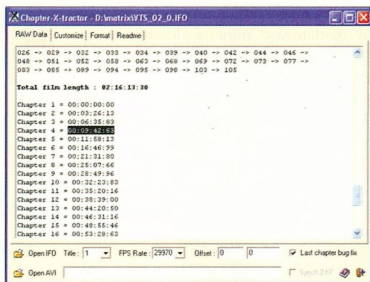 Chapter-X-tractor - D:\matrix\VTS_02_0.IFO
RAW Data Customize Format Readme
026 -> 029 -> 032 -> 033 -> 034 -> 039 -> 040 -> 042 -> 044 -> 046 ->
048 -> 051 -> 052 -> 058 -> 063 -> 068 -> 069 -> 072 -> 073 -> 077 ->
083 -> 085 -> 089 -> 094 -> 095 -> 098 -> 103 -> 105
Total film length : 02:16:13:30
Chapter 1 = 00:00:00:00
Chapter 2 = 00:03:26:13
Chapter 3 = 00:06:35:83
Chapter 4 = 00:09:42:63
Chapter 5 = 00:11:58:13
Chapter 6 = 00:16:46:99
Chapter 7 = 00:21:31:80
Chapter 8 = 00:25:07:66
Chapter 9 = 00:28:49:96
Chapter 10 = 00:32:23:83
Chapter 11 = 00:35:20:16
Chapter 12 = 00:38:39:00
Chapter 13 = 00:44:20:50
Chapter 14 = 00:46:31:16
Chapter 15 = 00:48:55:46
Chapter 16 = 00:53:28:63
Open IFO Title: 1 FPS Rate: 29970 Offset: 0 0 Last chapter bug fix
Open AVI